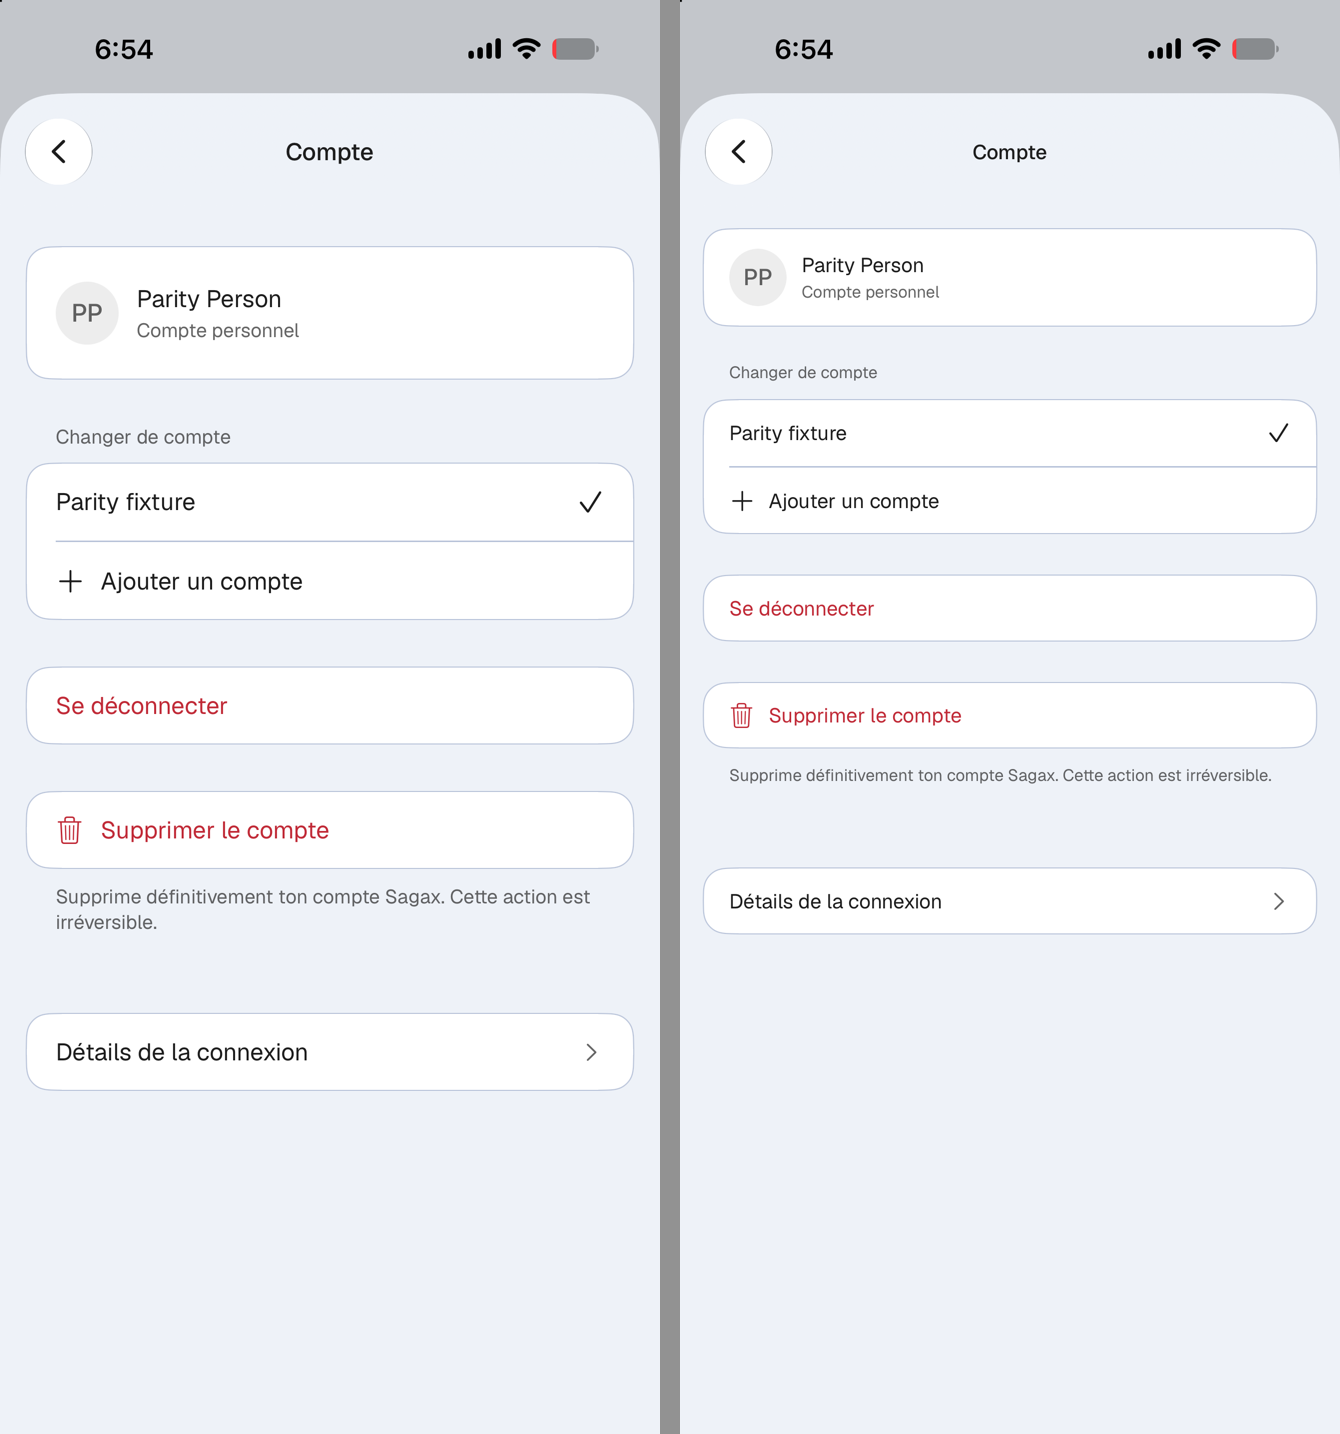 6:54
Compte
PP
Parity Person
Compte personnel
Changer de compte
Parity fixture
Ajouter un compte
Se déconnecter
Supprimer le compte
Supprime définitivement ton compte Sagax. Cette action est
irréversible.
Détails de la connexion
6:54
Compte
PP
Parity Person
Compte personnel
Changer de compte
Parity fixture
Ajouter un compte
Se déconnecter
Supprimer le compte
Supprime définitivement ton compte Sagax. Cette action est irréversible.
Détails de la connexion